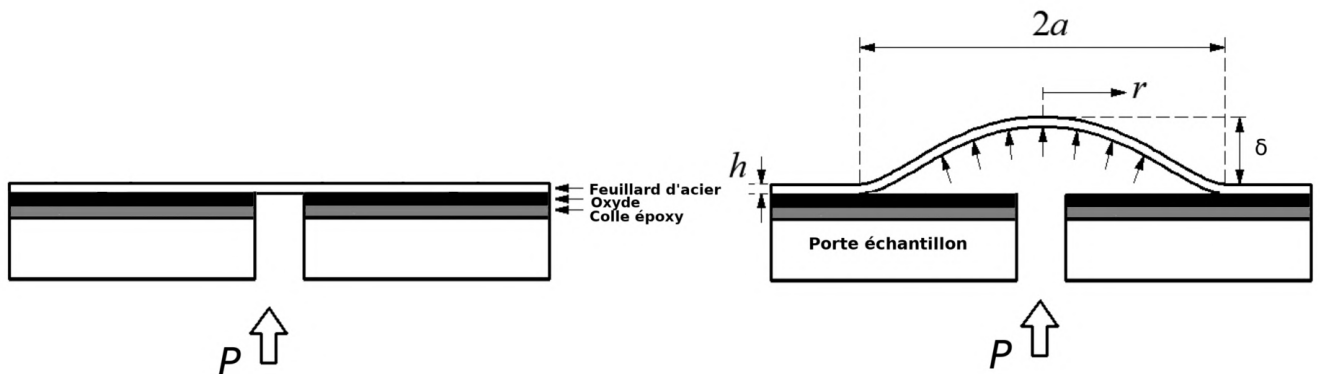 2a
r
δ
h
Feuillard d'acier
Oxyde
Colle époxy
Porte échantillon
P
P